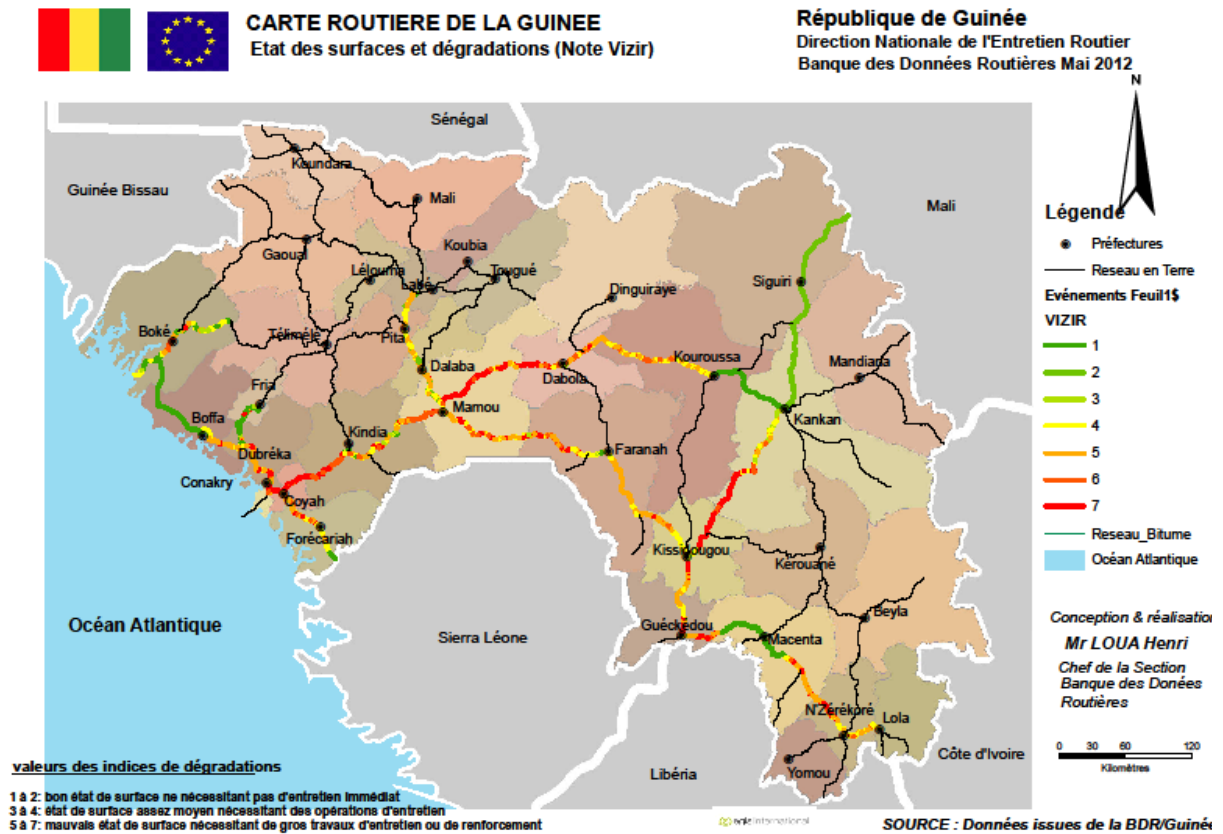 CARTE ROUTIERE DE LA GUINEE
Etat des surfaces et dégradations (Note Vizir)
République de Guinée
Direction Nationale de l'Entretien Routier
Banque des Données Routières Mai 2012
N
Sénégal
Guinée Bissau
Koundara
Mali
Mali
Gaoual
Koubia
Lélouma
Labé
Tougué
Dinguiraye
Siguiri
Boké
Télimélé
Pita
Dalaba
Dabola
Kouroussa
Mandiana
Fria
Boffa
Kindia
Mamou
Kankan
Dubréka
Faranah
Conakry
Coyah
Forécariah
Kissidougou
Kérouané
Océan Atlantique
Sierra Léone
Guéckédou
Macenta
Beyla
N'Zérékoré
Lola
Yomou
Libéria
Côte d'Ivoire
Légende
Préfectures
Reseau en Terre
Evénements Feuil1$
VIZIR
1
2
3
4
5
6
7
Reseau_Bitume
Océan Atlantique
Conception & réalisation
Mr LOUA Henri
Chef de la Section
Banque des Donées
Routières
0 30 60 120
Kilomètres
valeurs des indices de dégradations
1 à 2: bon état de surface ne nécessitant pas d'entretien immédiat
3 à 4: état de surface assez moyen nécessitant des opérations d'entretien
5 à 7: mauvais état de surface nécessitant de gros travaux d'entretien ou de renforcement
egis international
SOURCE : Données issues de la BDR/Guinée